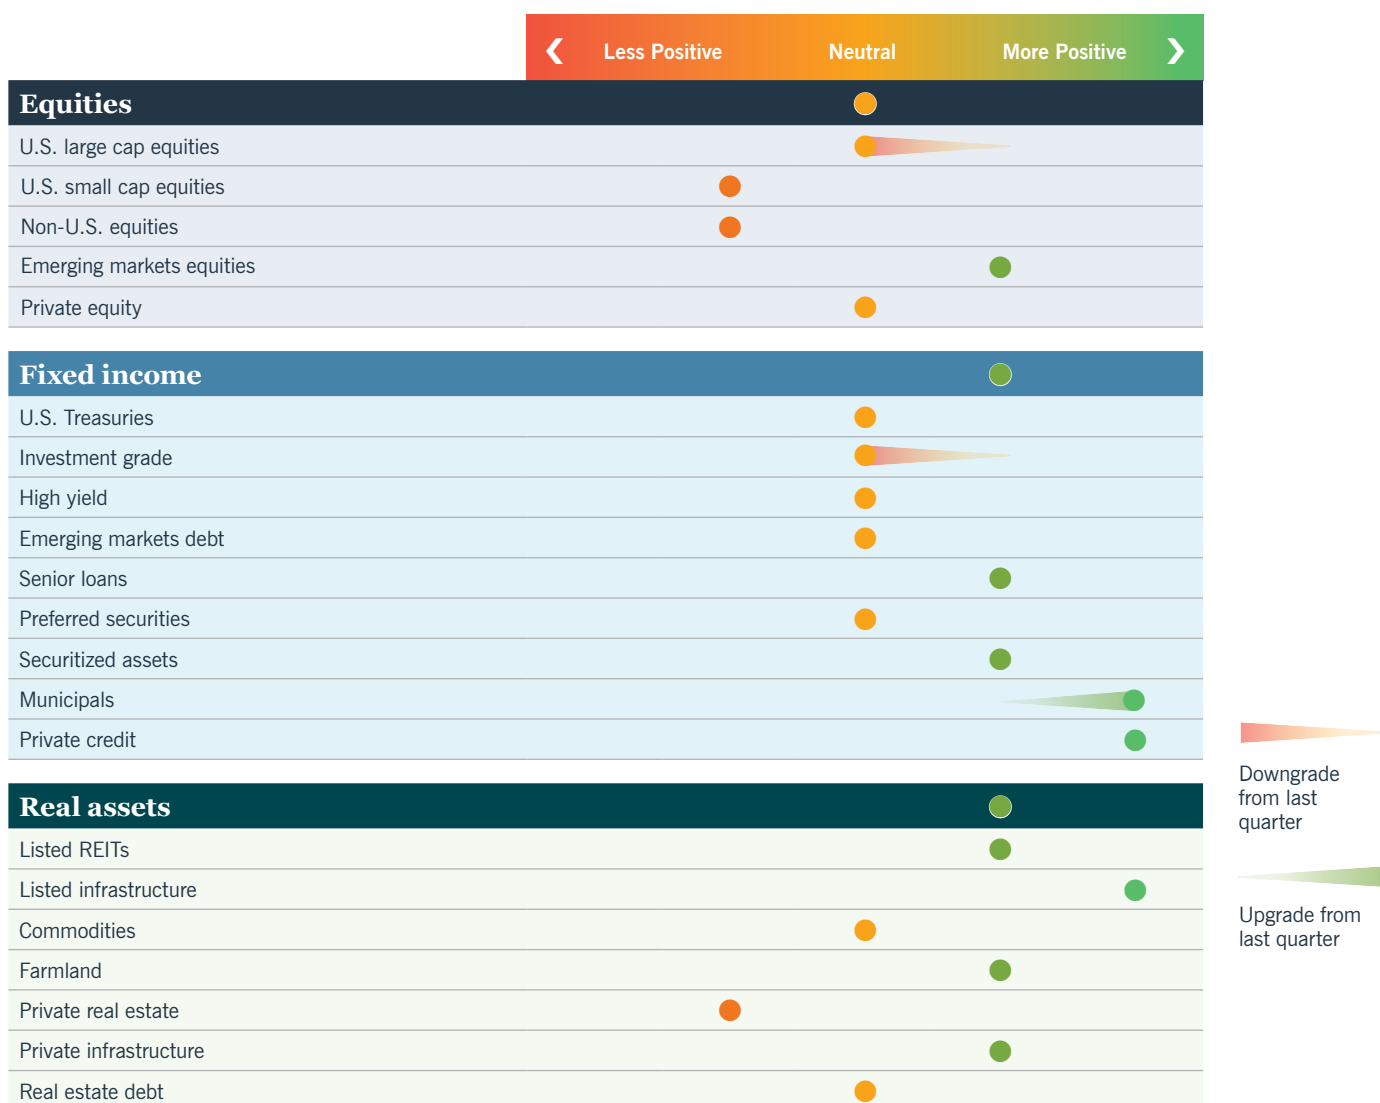 Less Positive Neutral More Positive
Equities
U.S. large cap equities
U.S. small cap equities
Non-U.S. equities
Emerging markets equities
Private equity
Fixed income
U.S. Treasuries
Investment grade
High yield
Emerging markets debt
Senior loans
Preferred securities
Securitized assets
Municipals
Private credit
Real assets
Listed REITs
Listed infrastructure
Commodities
Farmland
Private real estate
Private infrastructure
Real estate debt
Downgrade
from last
quarter
Upgrade from
last quarter